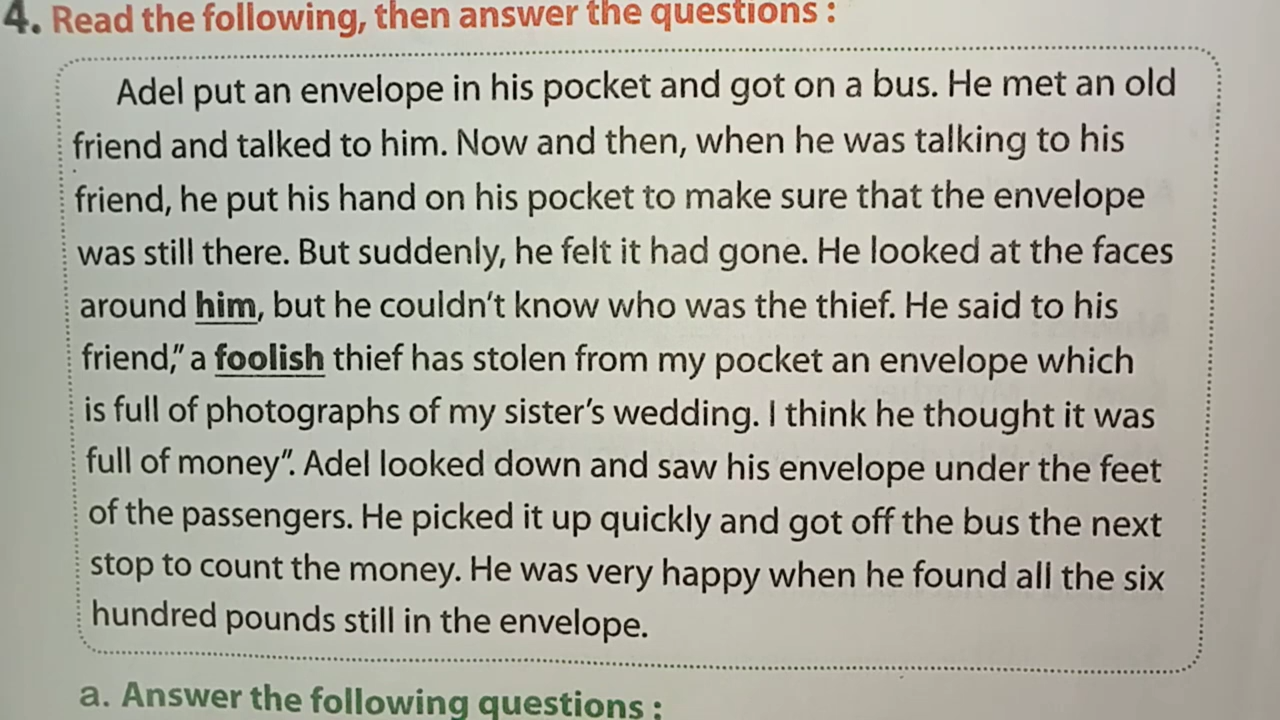 4. Read the following, then answer the questions :
Adel put an envelope in his pocket and got on a bus. He met an old
friend and talked to him. Now and then, when he was talking to his
friend, he put his hand on his pocket to make sure that the envelope
was still there. But suddenly, he felt it had gone. He looked at the faces
around him, but he couldn't know who was the thief. He said to his
friend," a foolish thief has stolen from my pocket an envelope which
is full of photographs of my sister's wedding. I think he thought it was
full of money". Adel looked down and saw his envelope under the feet
of the passengers. He picked it up quickly and got off the bus the next
stop to count the money. He was very happy when he found all the six
hundred pounds still in the envelope.
a. Answer the following questions :